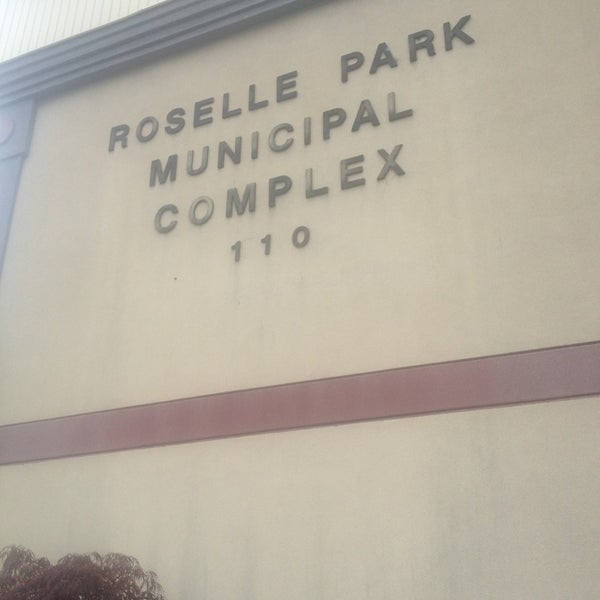 ROSELLE PARK
MUNICIPAL
COMPLEX
110